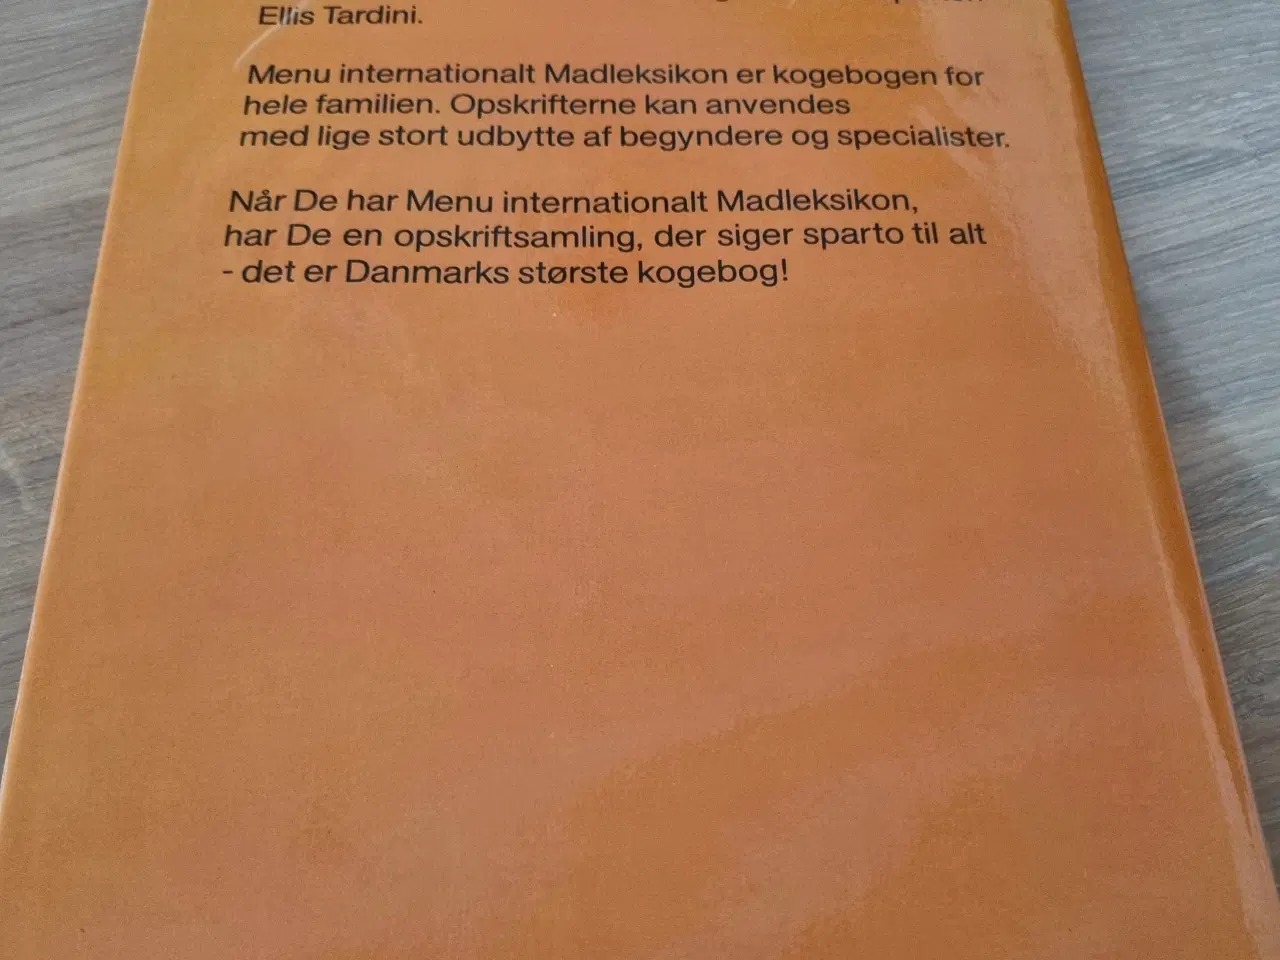 Ellis Tardini.
Menu internationalt Madleksikon er kogebogen for
hele familien. Opskrifterne kan anvendes
med lige stort udbytte af begyndere og specialister.
Når De har Menu internationalt Madleksikon,
har De en opskriftsamling, der siger sparto til alt
- det er Danmarks største kogebog!